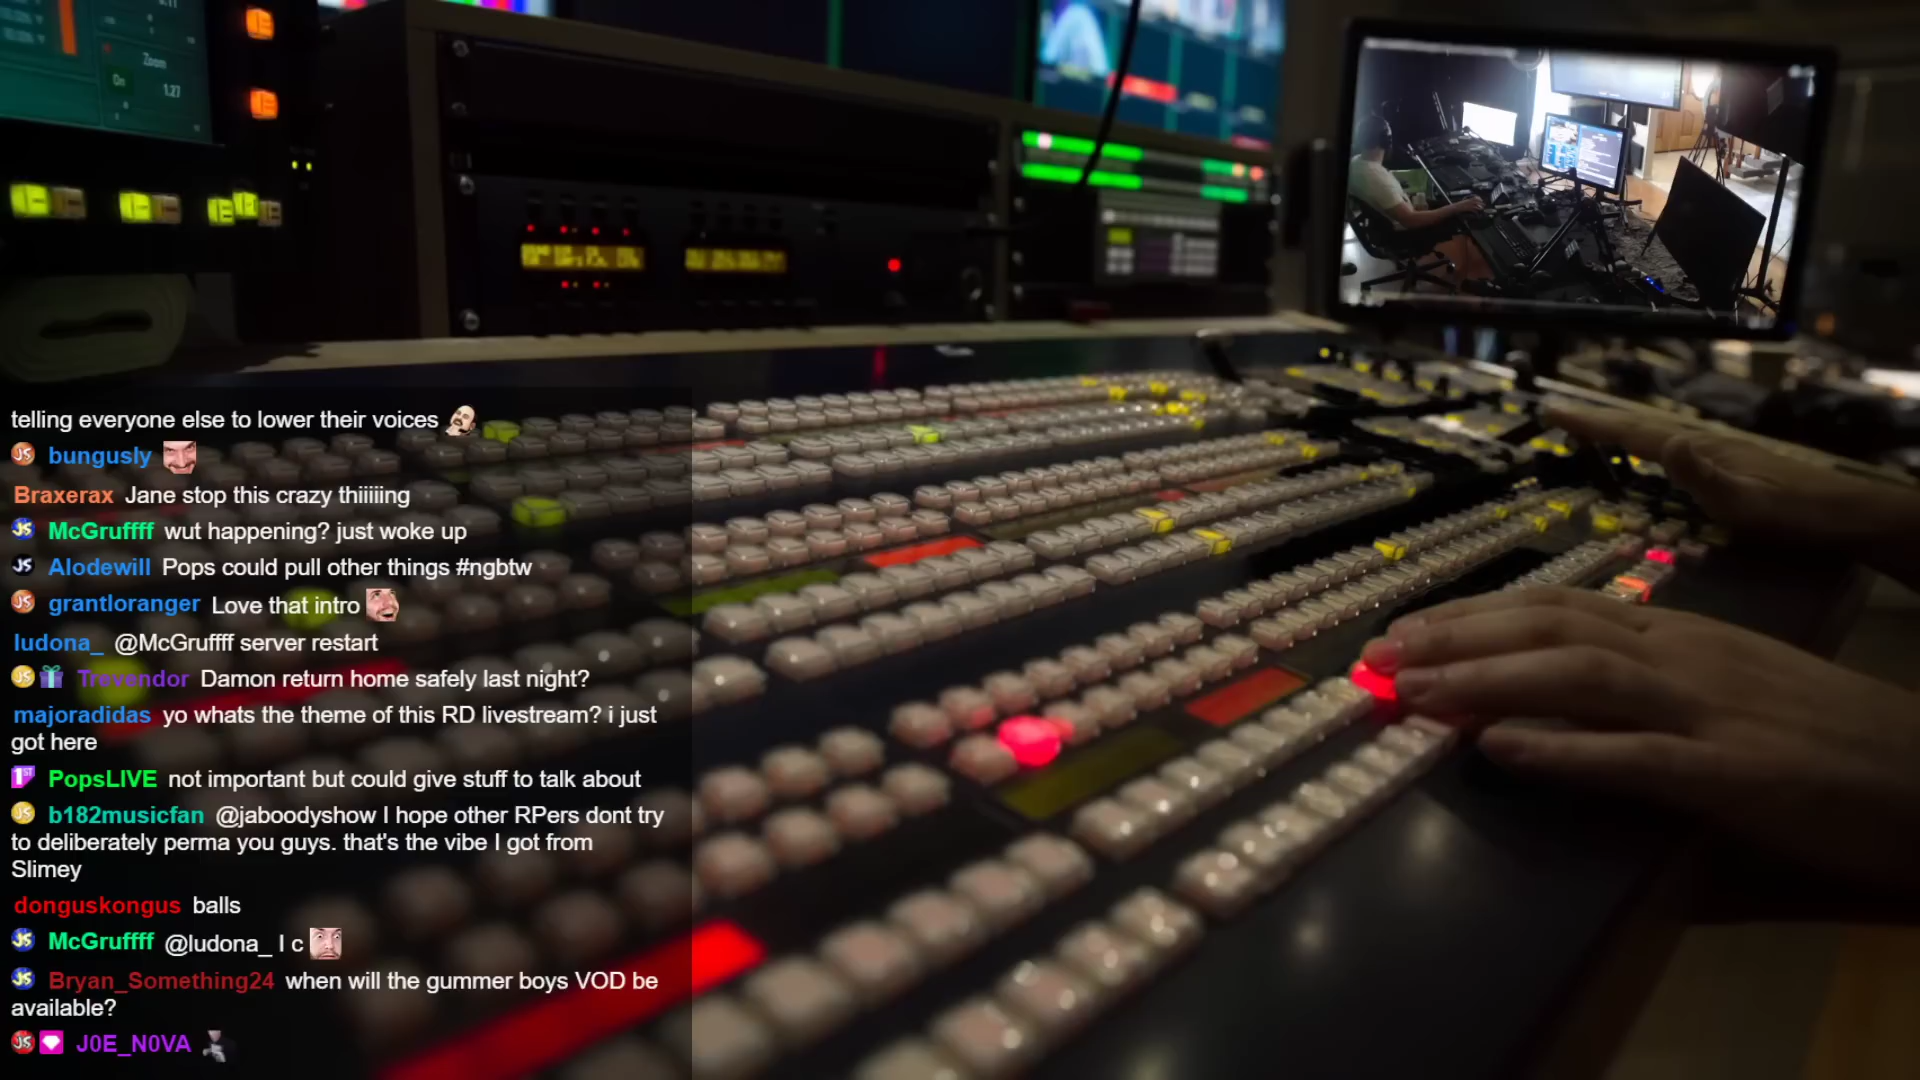 Zoom
On
1.27
telling everyone else to lower their voices
bungusly
Braxerax Jane stop this crazy thiiiiing
McGruffff wut happening? just woke up
Alodewill Pops could pull other things #ngbtw
grantloranger Love that intro
ludona_ @McGruffff server restart
Trevendor Damon return home safely last night?
majoradidas yo whats the theme of this RD livestream? i just
got here
1ST PopsLIVE not important but could give stuff to talk about
b182musicfan @jaboodyshow I hope other RPers dont try
to deliberately perma you guys. that's the vibe I got from
Slimey
donguskongus balls
McGruffff @ludona_ I c
Bryan_Something24 when will the gummer boys VOD be
available?
J0E_N0VA